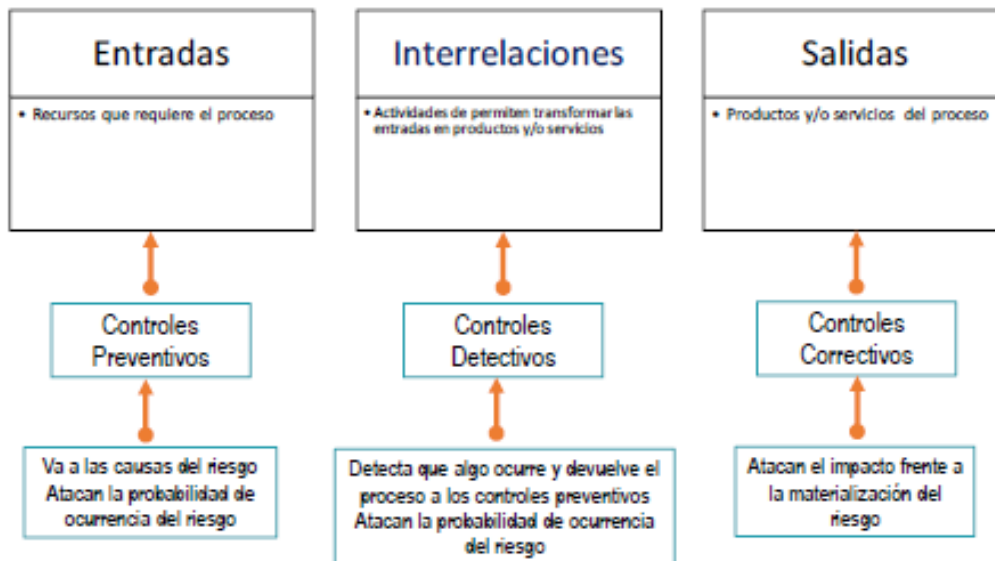 Entradas
• Recursos que requiere el proceso
Interrelaciones
• Actividades de permiten transformar las
entradas en productos y/o servicios
Salidas
• Productos y/o servicios del proceso
Controles
Preventivos
Controles
Detectivos
Controles
Correctivos
Va a las causas del riesgo
Atacan la probabilidad de
ocurrencia del riesgo
Detecta que algo ocurre y devuelve el
proceso a los controles preventivos
Atacan la probabilidad de ocurrencia
del riesgo
Atacan el impacto frente a
la materialización del
riesgo